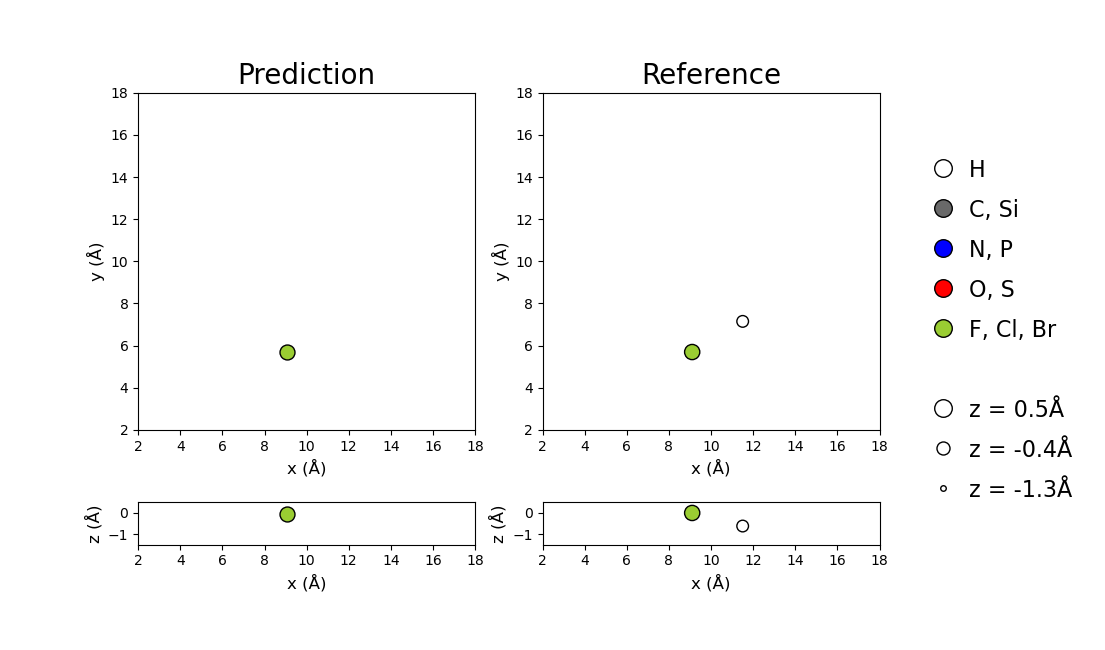 Prediction
Reference
18
16
14
12
10
8
6
4
2
y (Å)
2 4 6 8 10 12 14 16 18
x (Å)
18
16
14
12
10
8
6
4
2
y (Å)
2 4 6 8 10 12 14 16 18
x (Å)
0
−1
z (Å)
2 4 6 8 10 12 14 16 18
x (Å)
0
−1
z (Å)
2 4 6 8 10 12 14 16 18
x (Å)
H
C, Si
N, P
O, S
F, Cl, Br
z = 0.5Å
z = -0.4Å
z = -1.3Å